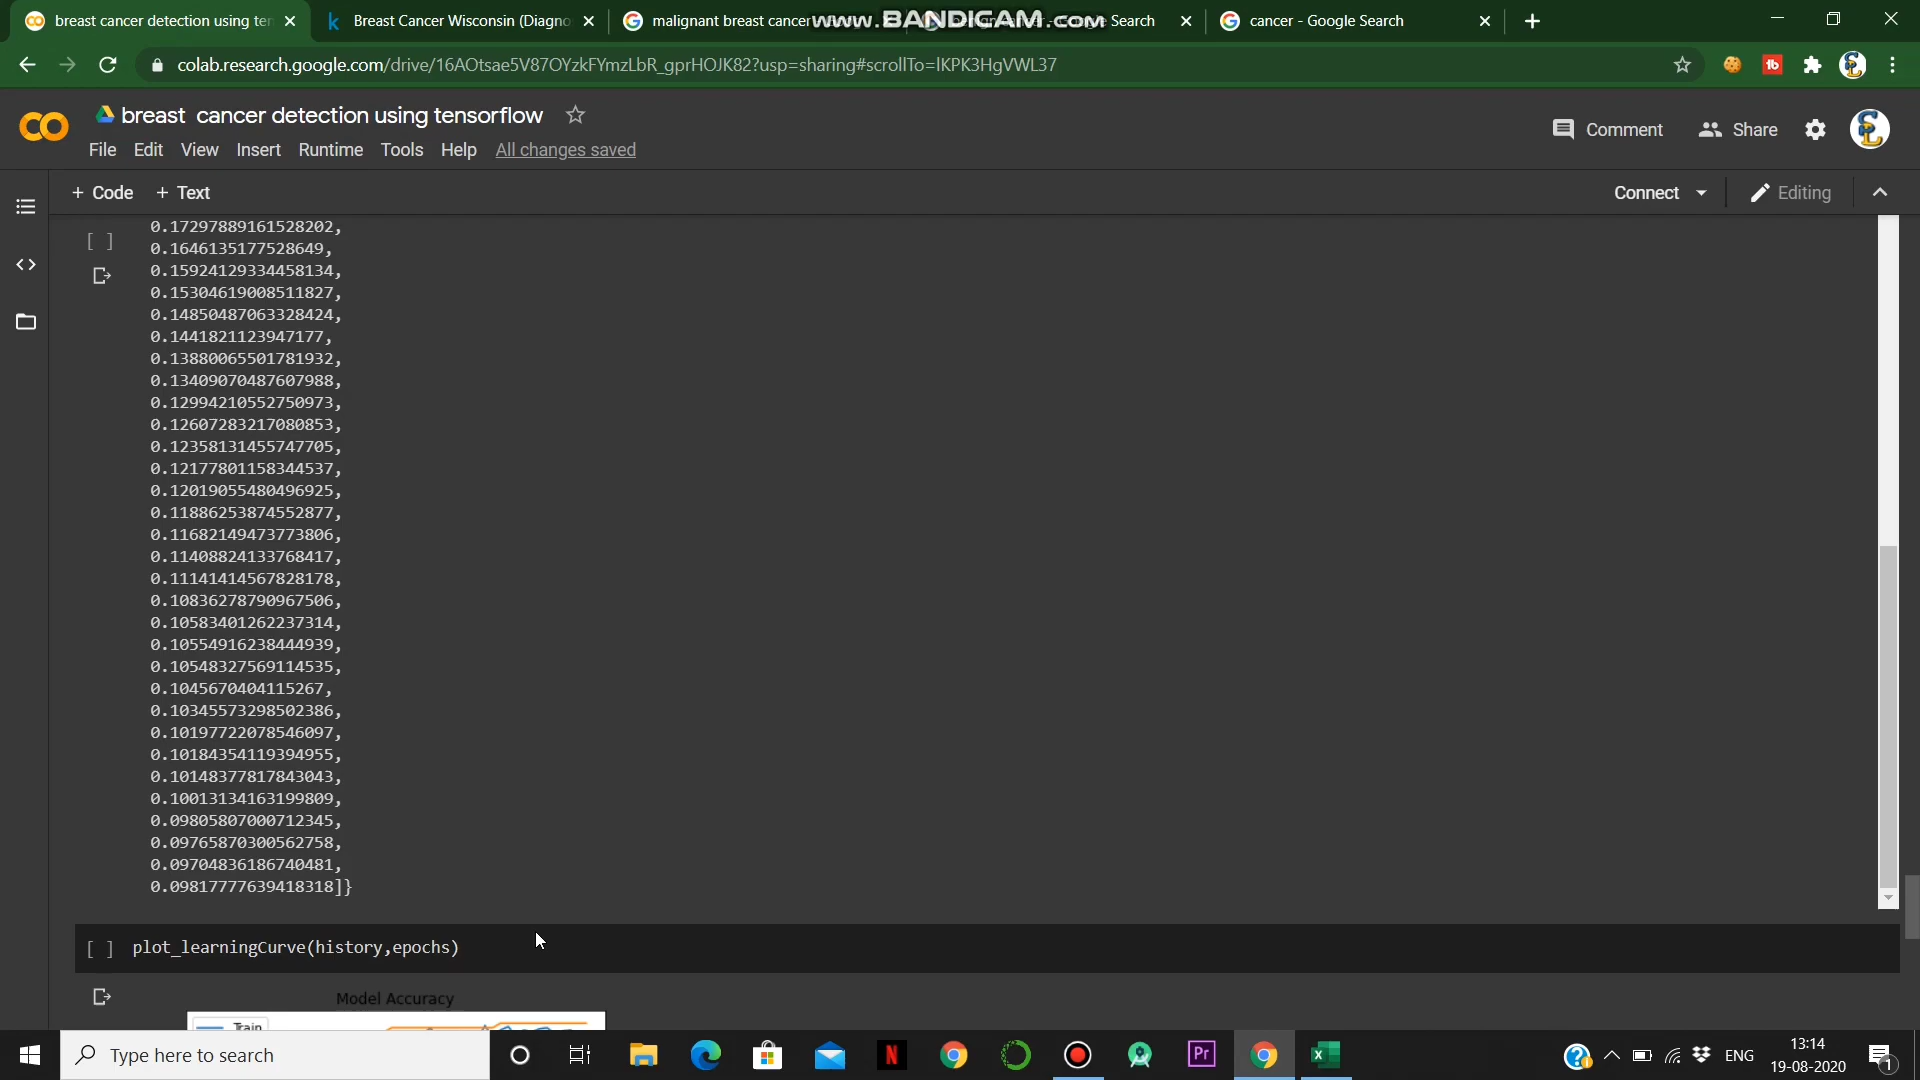 breast cancer detection using ten
Breast Cancer Wisconsin (Diagno
malignant breast cancer
www.BANDICAM.com
Search
cancer - Google Search
colab.research.google.com/drive/16AOtsae5V87OYzkFYmzLbR_gprHOJK82?usp=sharing#scrollTo=lKPK3HgVWL37
breast cancer detection using tensorflow
Comment
Share
File Edit View Insert Runtime Tools Help All changes saved
+ Code + Text
Connect
Editing
[ ]
0.17297889161528202,
0.1646135177528649,
0.15924129334458134,
0.15304619008511827,
0.14850487063328424,
0.1441821123947177,
0.13880065501781932,
0.13409070487607988,
0.12994210552750973,
0.12607283217080853,
0.12358131455747705,
0.12177801158344537,
0.12019055480496925,
0.11886253874552877,
0.11682149473773806,
0.11408824133768417,
0.11141414567828178,
0.10836278790967506,
0.10583401262237314,
0.10554916238444939,
0.10548327569114535,
0.1045670404115267,
0.10345573298502386,
0.10197722078546097,
0.10184354119394955,
0.10148377817843043,
0.10013134163199809,
0.09805807000712345,
0.09765870300562758,
0.09704836186740481,
0.09817777639418318]}
[ ] plot_learningCurve(history,epochs)
Model Accuracy
Train
Type here to search
N
Pr
ENG
13:14
19-08-2020
1